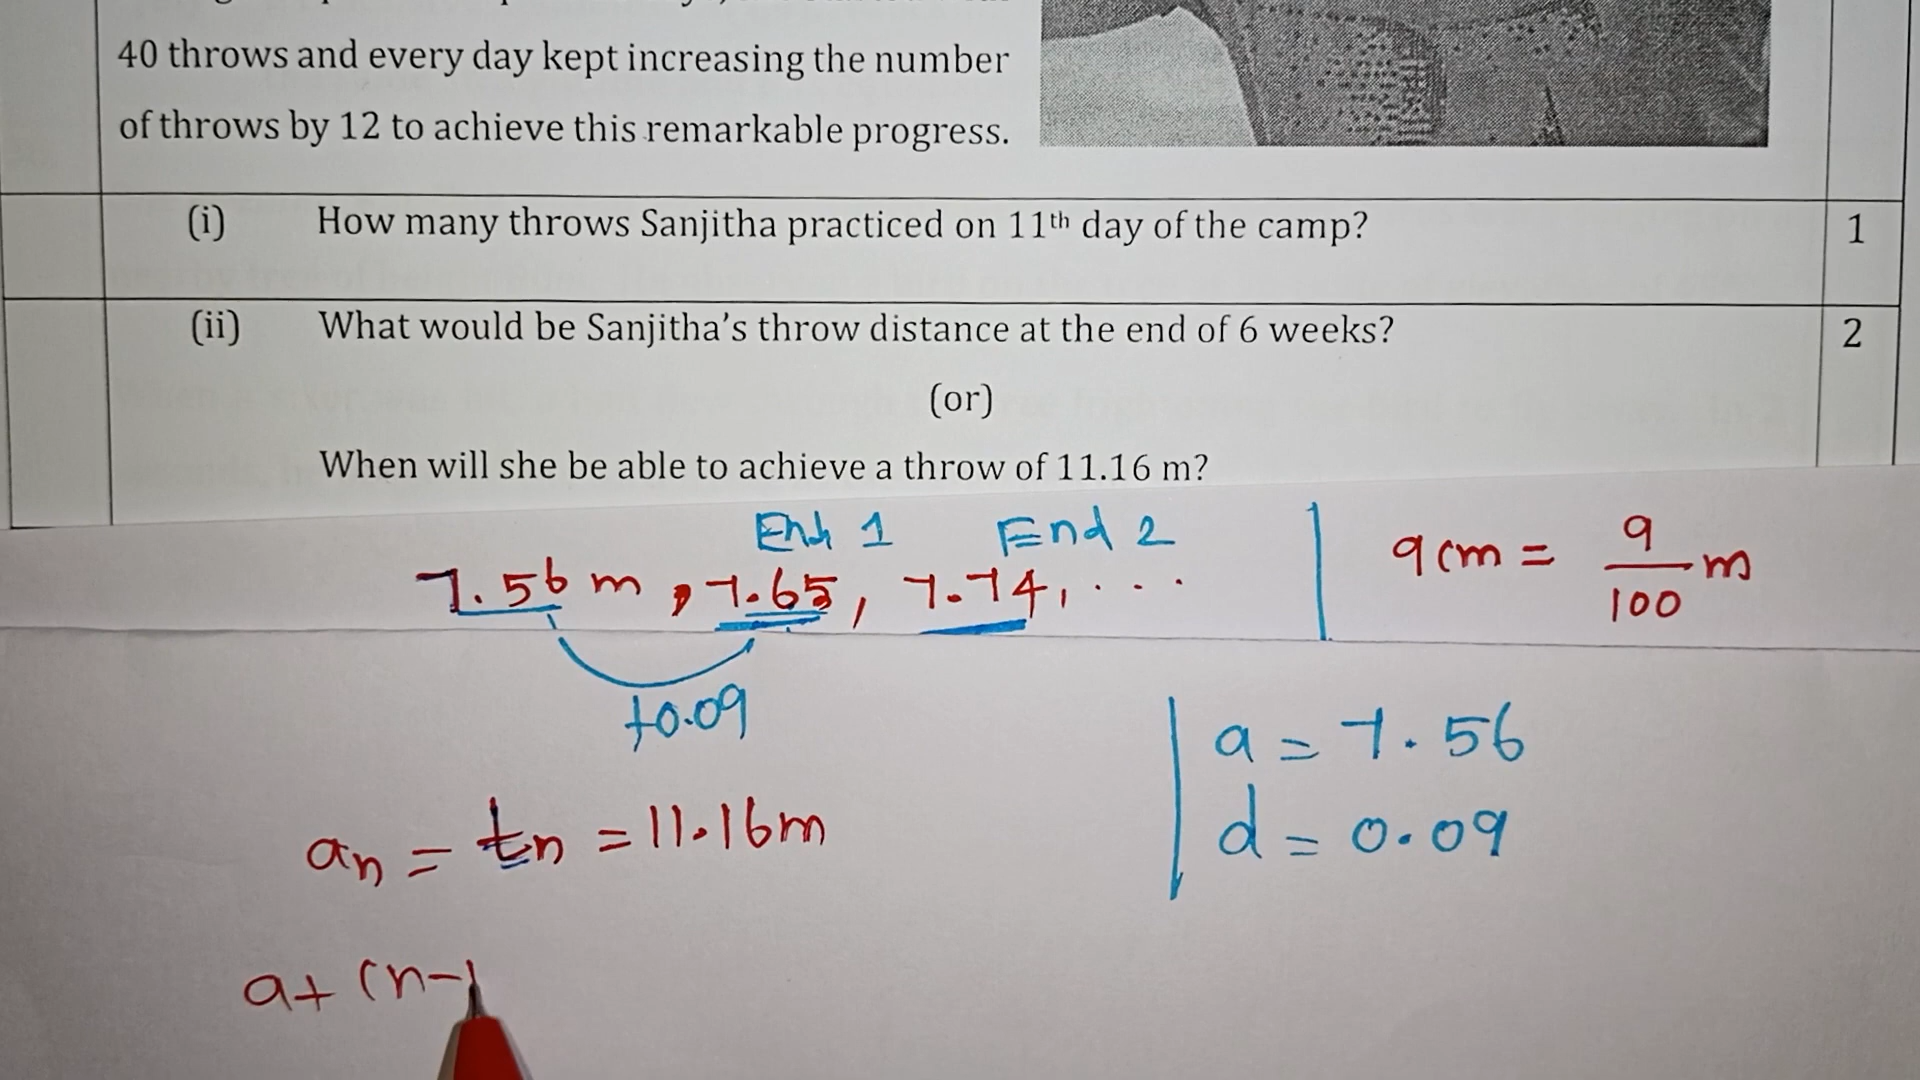 40 throws and every day kept increasing the number
of throws by 12 to achieve this remarkable progress.
(i) How many throws Sanjitha practiced on 11th day of the camp? 1
(ii) What would be Sanjitha's throw distance at the end of 6 weeks? 2
(or)
When will she be able to achieve a throw of 11.16 m?
End 1 End 2
7.56 m , 7.65 , 7.74, ...
9 cm = 9/100 m
+0.09
a = 7.56
d = 0.09
an = tn = 11.16m
a + (n-1